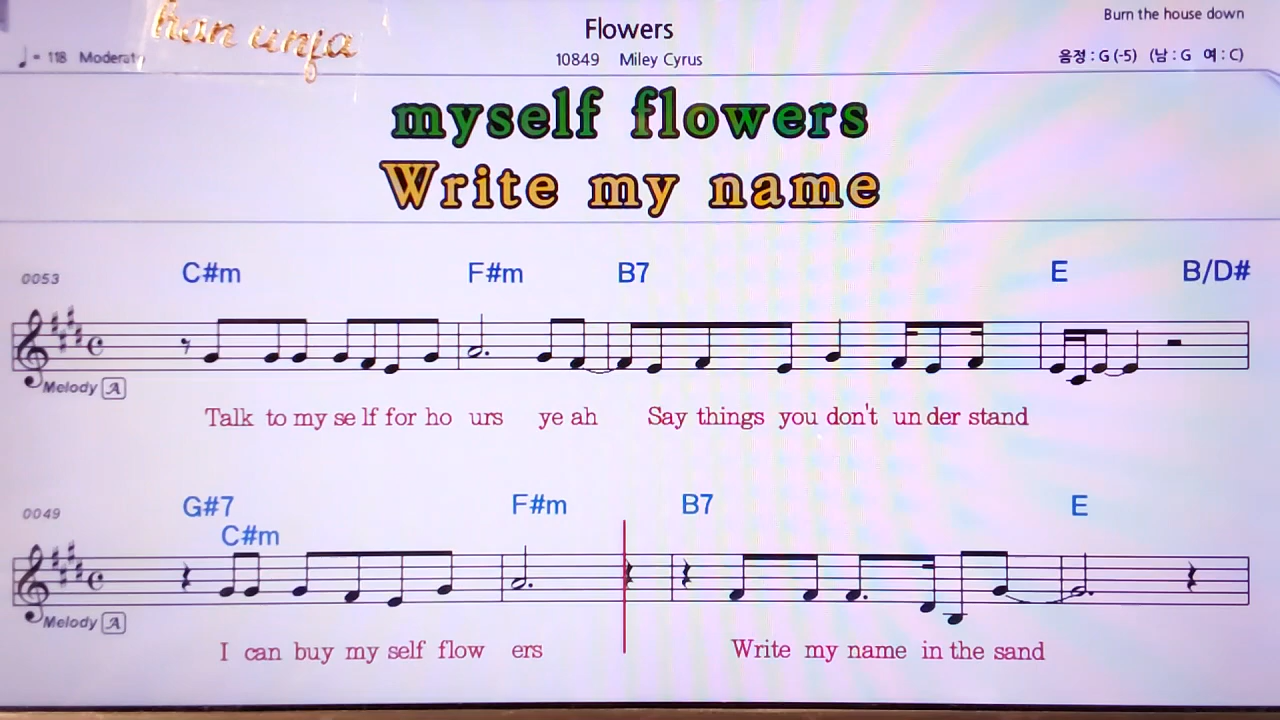 han unja
Flowers
Burn the house down
♩= 118 Moderato
10849 Miley Cyrus
음정 : G (-5) (남 : G 여 : C)
myself flowers
Write my name
0053
C#m F#m B7 E B/D#
Melody A
Talk to my se lf for ho urs ye ah Say things you don't un der stand
0049
G#7 F#m B7 E
C#m
Melody A
I can buy my self flow ers Write my name in the sand